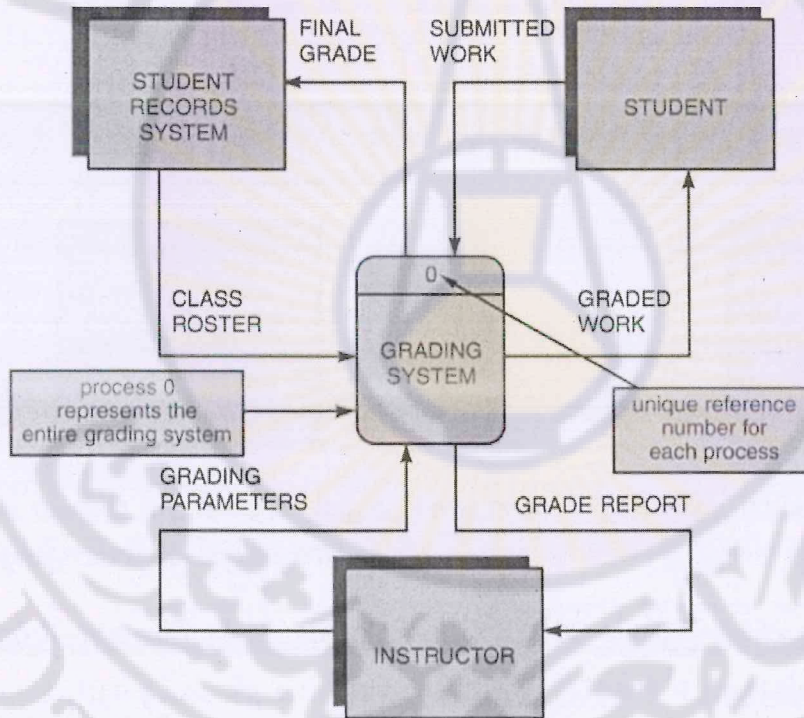 FINAL
GRADE
SUBMITTED
WORK
STUDENT
RECORDS
SYSTEM
STUDENT
0
CLASS
ROSTER
GRADED
WORK
GRADING
SYSTEM
process 0
represents the
entire grading system
unique reference
number for
each process
GRADING
PARAMETERS
GRADE REPORT
INSTRUCTOR